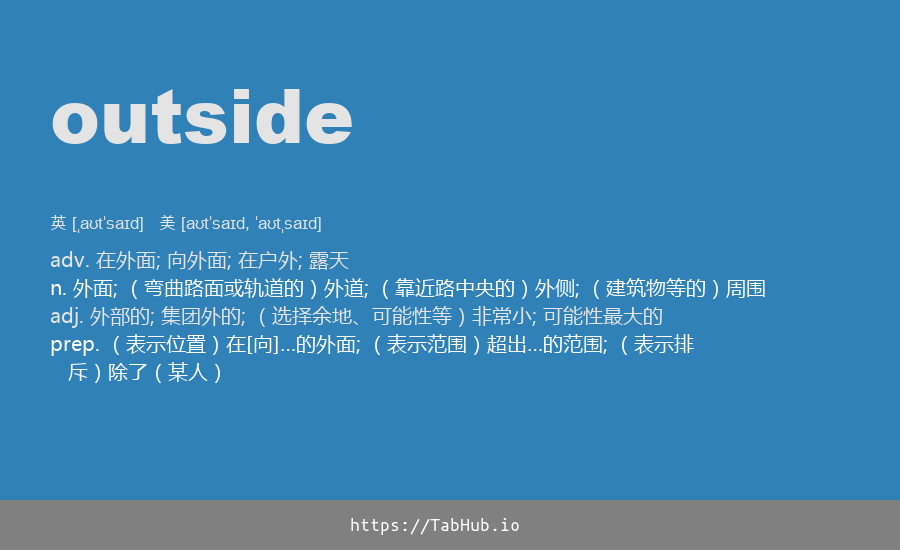 outside
英 [ˌaʊtˈsaɪd]   美 [aʊtˈsaɪd, ˈaʊtˌsaɪd]
adv. 在外面; 向外面; 在户外; 露天
n. 外面; （弯曲路面或轨道的）外道; （靠近路中央的）外侧; （建筑物等的）周围
adj. 外部的; 集团外的; （选择余地、可能性等）非常小; 可能性最大的
prep. （表示位置）在[向]…的外面; （表示范围）超出…的范围; （表示排
斥）除了（某人）
https://TabHub.io